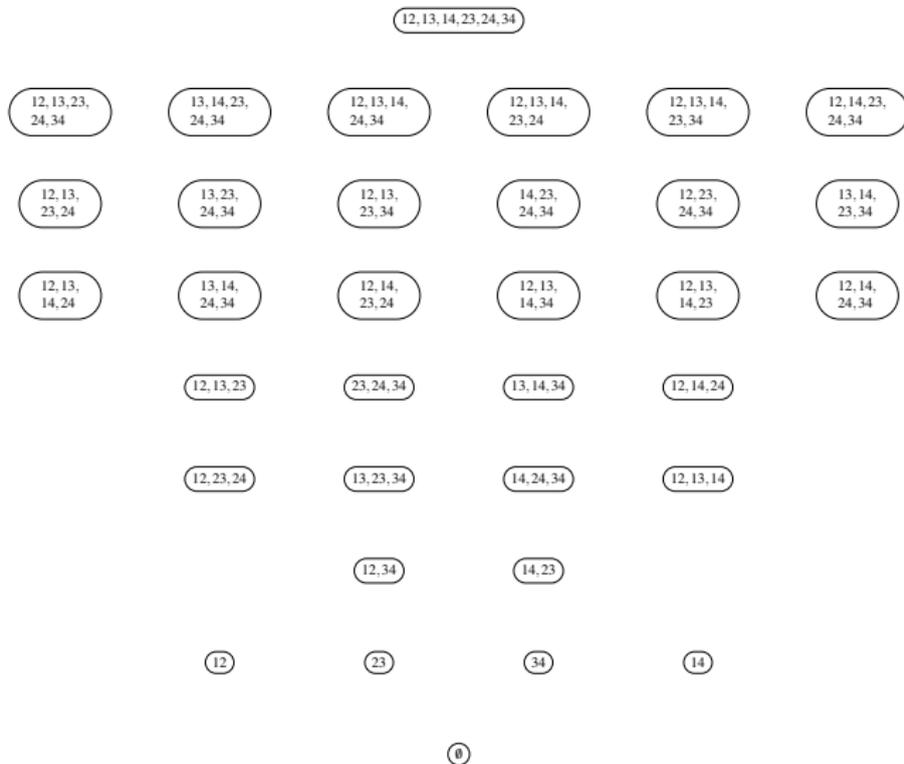 12, 13, 14, 23, 24, 34
12, 13, 23,
24, 34
13, 14, 23,
24, 34
12, 13, 14,
24, 34
12, 13, 14,
23, 24
12, 13, 14,
23, 34
12, 14, 23,
24, 34
12, 13,
23, 24
13, 23,
24, 34
12, 13,
23, 34
14, 23,
24, 34
12, 23,
24, 34
13, 14,
23, 34
12, 13,
14, 24
13, 14,
24, 34
12, 14,
23, 24
12, 13,
14, 34
12, 13,
14, 23
12, 14,
24, 34
12, 13, 23
23, 24, 34
13, 14, 34
12, 14, 24
12, 23, 24
13, 23, 34
14, 24, 34
12, 13, 14
12, 34
14, 23
12
23
34
14
∅